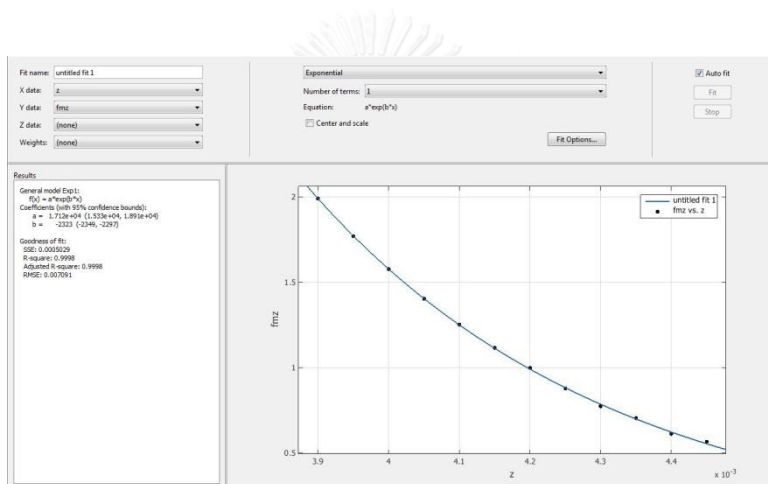 Fit name: untitled fit 1
X data: z
Y data: fmz
Z data: (none)
Weights: (none)
Exponential
Number of terms: 1
Equation: a*exp(b*x)
Center and scale
Fit Options...
Auto fit
Fit
Stop
Results
General model Exp1:
f(x) = a*exp(b*x)
Coefficients (with 95% confidence bounds):
a = 1.712e+04 (1.533e+04, 1.891e+04)
b = -2323 (-2349, -2297)
Goodness of fit:
SSE: 0.0005029
R-square: 0.9998
Adjusted R-square: 0.9998
RMSE: 0.007091
untitled fit 1
fmz vs. z
2
1.5
1
0.5
fmz
3.9 4 4.1 4.2 4.3 4.4
z
x 10⁻³